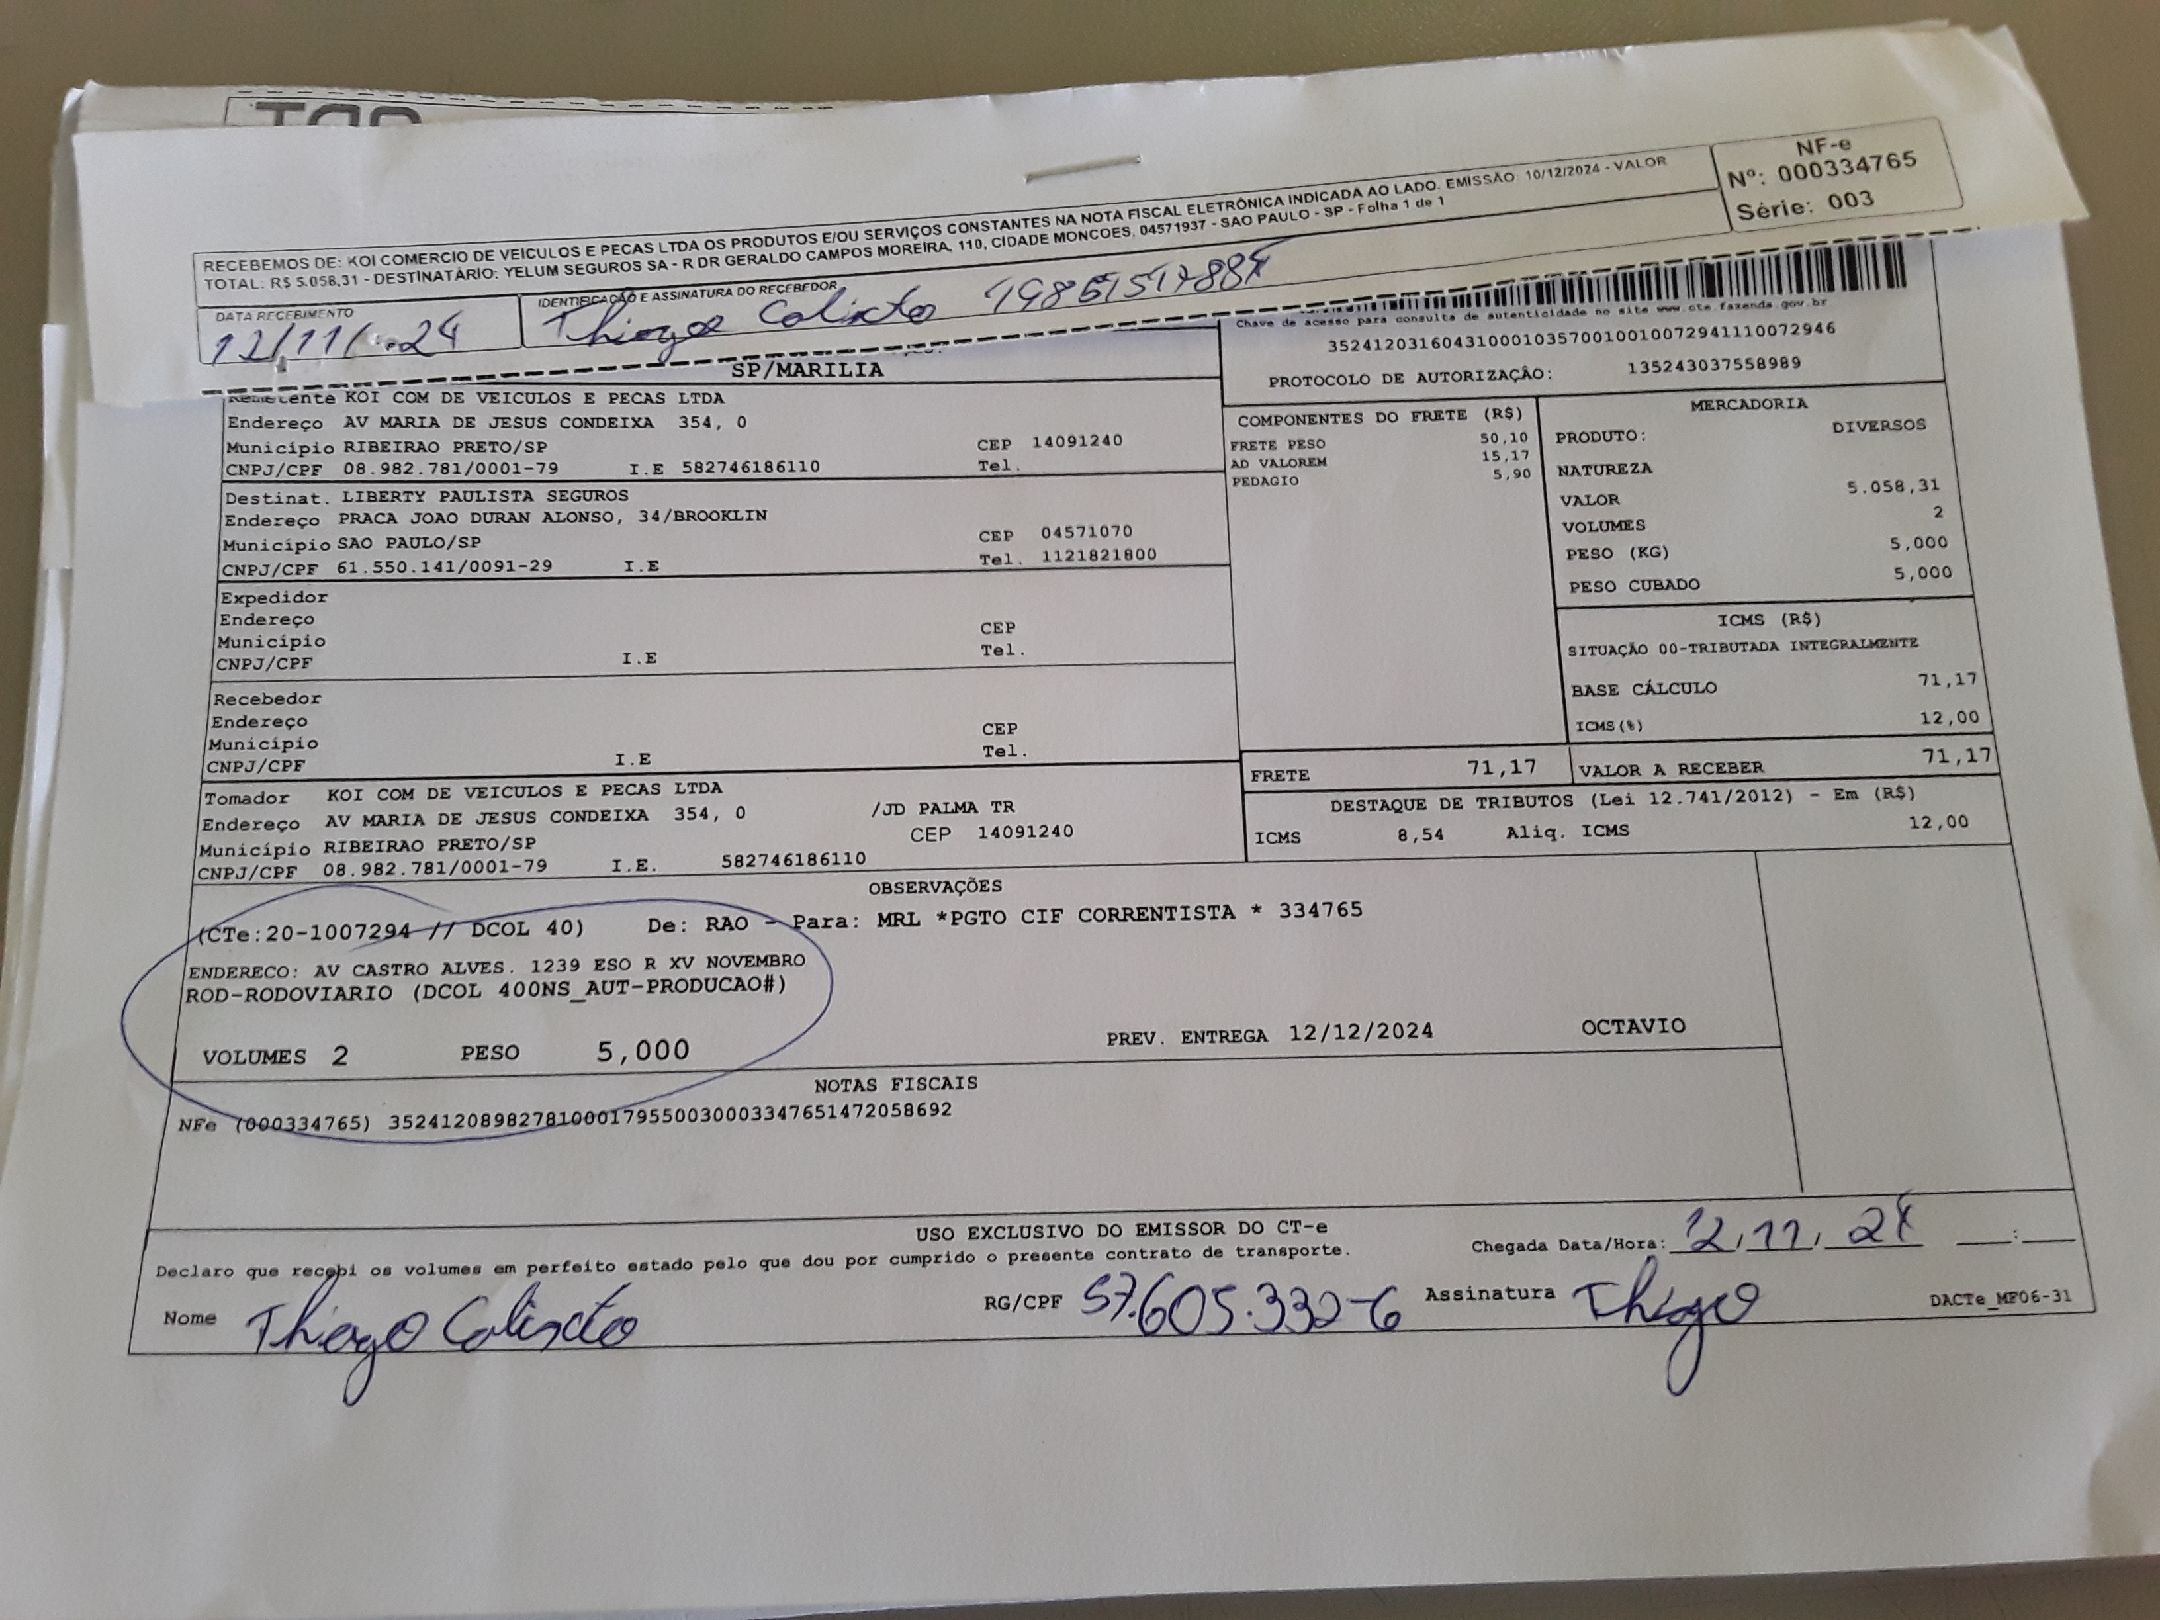 RECEBEMOS DE: KOI COMERCIO DE VEICULOS E PECAS LTDA OS PRODUTOS E/OU SERVIÇOS CONSTANTES NA NOTA FISCAL ELETRÔNICA INDICADA AO LADO. EMISSÃO: 10/12/2024 - VALOR
TOTAL: R$ 5.058,31 - DESTINATÁRIO: YELUM SEGUROS SA - R DR GERALDO CAMPOS MOREIRA, 110, CIDADE MONCOES, 04571937 - SAO PAULO - SP - Folha 1 de 1
NF-e
Nº: 000334765
Série: 003
DATA RECEBIMENTO
12/11/ 24
IDENTIFICAÇÃO E ASSINATURA DO RECEBEDOR
Thiago Calixto
Chave de acesso para consulta de autenticidade no site www.cte.fazenda.gov.br
35241203160431000103570010010072941110072946
PROTOCOLO DE AUTORIZAÇÃO: 135243037558989
SP/MARILIA
Remetente KOI COM DE VEICULOS E PECAS LTDA
Endereço AV MARIA DE JESUS CONDEIXA 354, 0
Município RIBEIRAO PRETO/SP CEP 14091240
CNPJ/CPF 08.982.781/0001-79 I.E 582746186110 Tel.
Destinat. LIBERTY PAULISTA SEGUROS
Endereço PRACA JOAO DURAN ALONSO, 34/BROOKLIN
Município SAO PAULO/SP CEP 04571070
CNPJ/CPF 61.550.141/0091-29 I.E Tel. 1121821800
Expedidor
Endereço
Município CEP
CNPJ/CPF I.E Tel.
Recebedor
Endereço
Município CEP
CNPJ/CPF I.E Tel.
Tomador KOI COM DE VEICULOS E PECAS LTDA
Endereço AV MARIA DE JESUS CONDEIXA 354, 0 /JD PALMA TR
Município RIBEIRAO PRETO/SP CEP 14091240
CNPJ/CPF 08.982.781/0001-79 I.E. 582746186110
COMPONENTES DO FRETE (R$)
FRETE PESO 50,10
AD VALOREM 15,17
PEDAGIO 5,90
MERCADORIA
PRODUTO: DIVERSOS
NATUREZA
VALOR 5.058,31
VOLUMES 2
PESO (KG) 5,000
PESO CUBADO 5,000
ICMS (R$)
SITUAÇÃO 00-TRIBUTADA INTEGRALMENTE
BASE CÁLCULO 71,17
ICMS(%) 12,00
FRETE 71,17 VALOR A RECEBER 71,17
DESTAQUE DE TRIBUTOS (Lei 12.741/2012) - Em (R$)
ICMS 8,54 Aliq. ICMS 12,00
OBSERVAÇÕES
(CTe:20-1007294 // DCOL 40) De: RAO - Para: MRL *PGTO CIF CORRENTISTA * 334765
ENDERECO: AV CASTRO ALVES. 1239 ESO R XV NOVEMBRO
ROD-RODOVIARIO (DCOL 400NS_AUT-PRODUCAO#)
VOLUMES 2 PESO 5,000 PREV. ENTREGA 12/12/2024 OCTAVIO
NOTAS FISCAIS
NFe (000334765) 35241208982781000179550030003347651472058692
USO EXCLUSIVO DO EMISSOR DO CT-e
Declaro que recebi os volumes em perfeito estado pelo que dou por cumprido o presente contrato de transporte.
Chegada Data/Hora: 12, 11, 24 :
Nome Thiago Calixto RG/CPF 57.605.332-6 Assinatura Thiago
DACTe_MF06-31